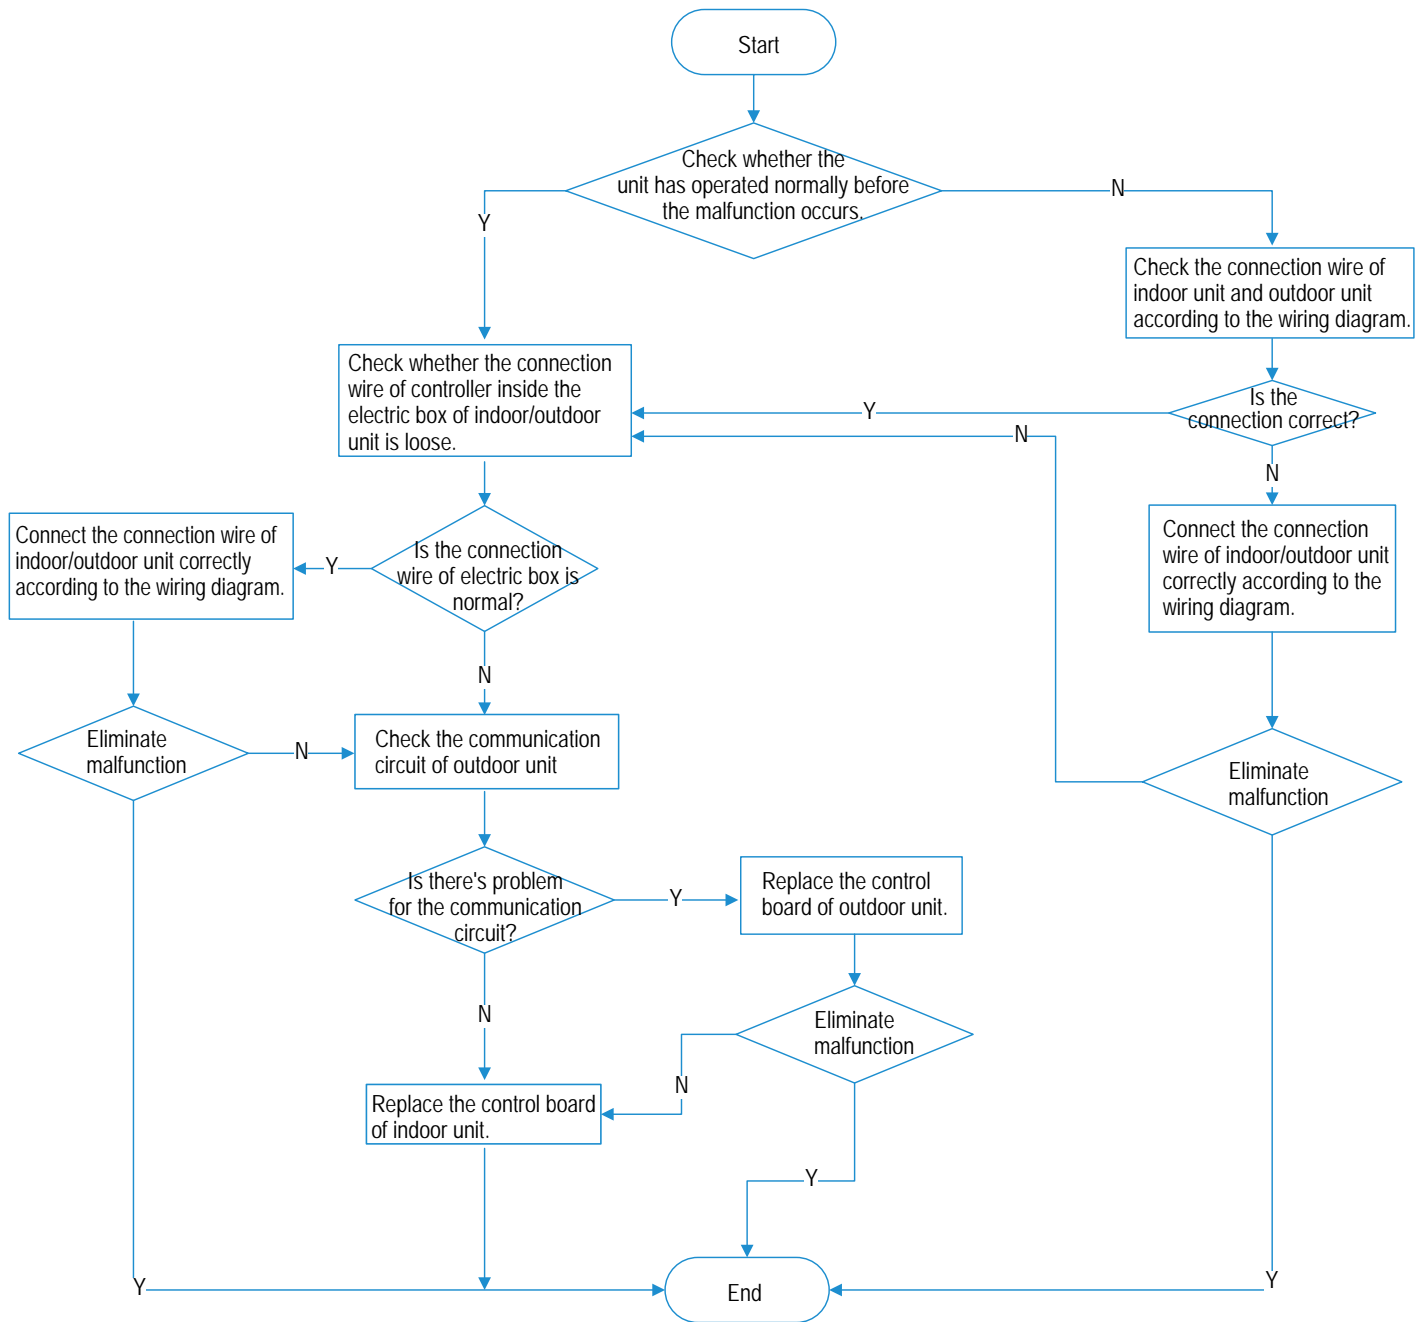 Start
Check whether the
unit has operated normally before
the malfunction occurs.
N
Y
Check the connection wire of
indoor unit and outdoor unit
according to the wiring diagram.
Check whether the connection
wire of controller inside the
electric box of indoor/outdoor
unit is loose.
Y
Is the
connection correct?
N
N
Connect the connection wire of
indoor/outdoor unit correctly
according to the wiring diagram.
Y
Is the connection
wire of electric box is
normal?
Connect the connection
wire of indoor/outdoor unit
correctly according to the
wiring diagram.
N
Eliminate
malfunction
N
Check the communication
circuit of outdoor unit
Eliminate
malfunction
Is there's problem
for the communication
circuit?
Y
Replace the control
board of outdoor unit.
N
Eliminate
malfunction
N
Replace the control board
of indoor unit.
Y
Y
End
Y